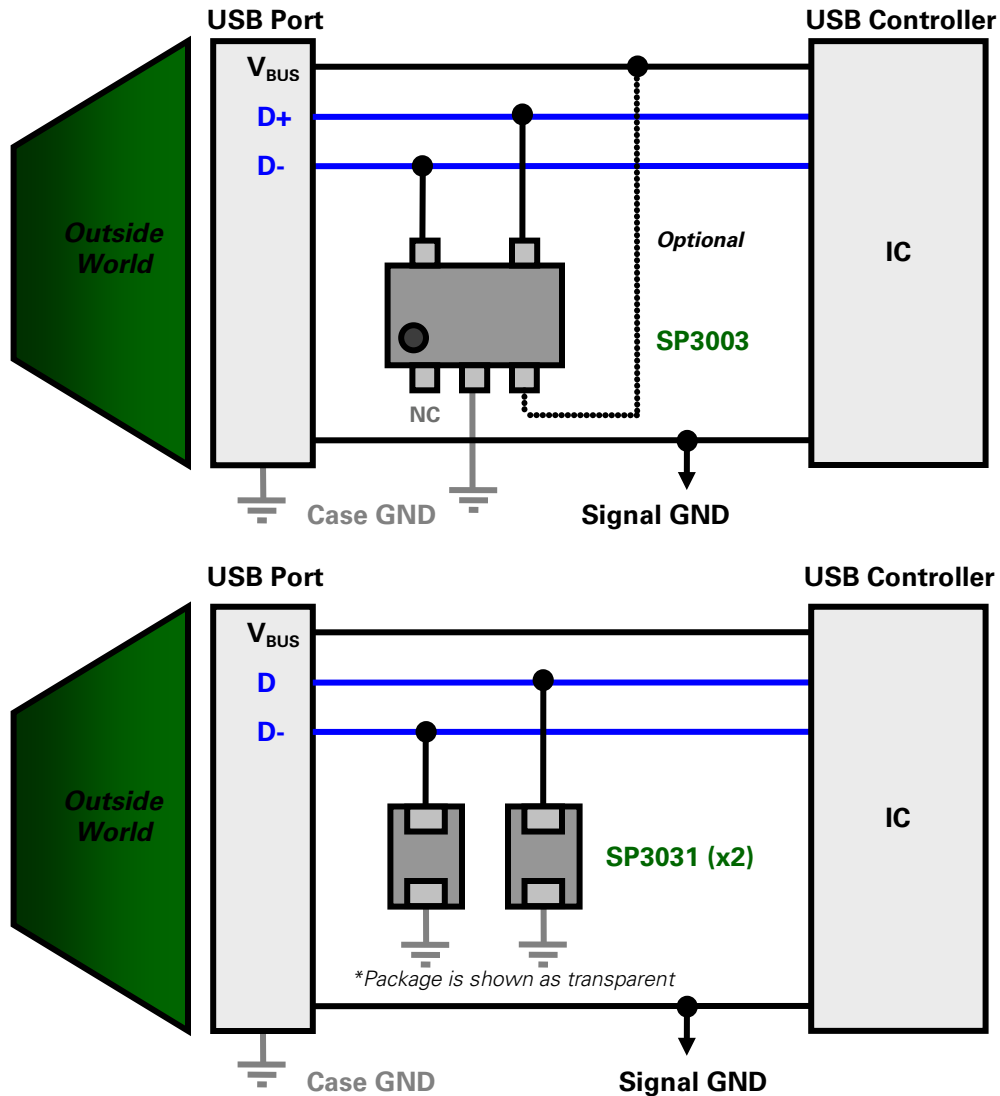 USB Port
USB Controller
VBUS
D+
D-
Outside
World
Optional
IC
SP3003
NC
Case GND
Signal GND
USB Port
USB Controller
VBUS
D
D-
Outside
World
IC
SP3031 (x2)
*Package is shown as transparent
Case GND
Signal GND